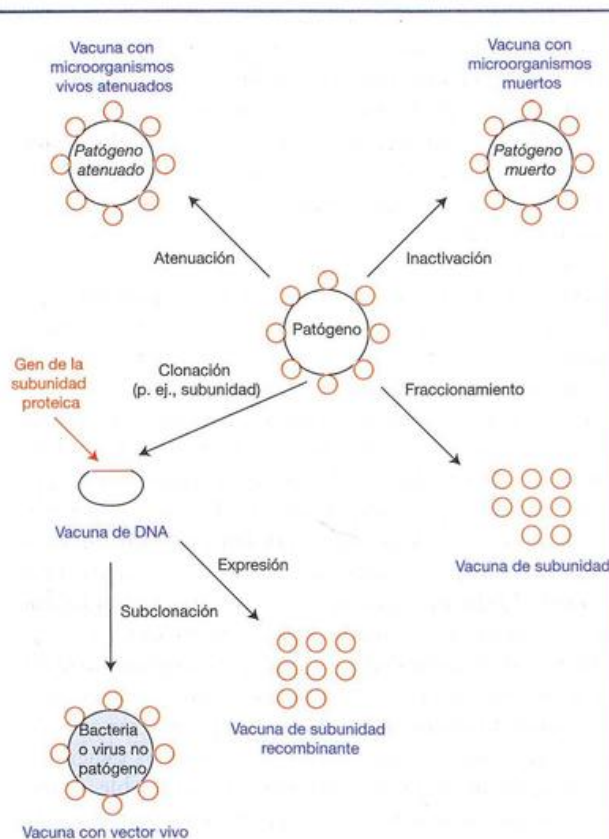 Vacuna con
microorganismos
vivos atenuados
Vacuna con
microorganismos
muertos
Patógeno
atenuado
Patógeno
muerto
Atenuación
Inactivación
Patógeno
Gen de la
subunidad
proteica
Clonación
(p. ej., subunidad)
Fraccionamiento
Vacuna de DNA
Vacuna de subunidad
Expresión
Subclonación
Bacteria
o virus no
patógeno
Vacuna de subunidad
recombinante
Vacuna con vector vivo